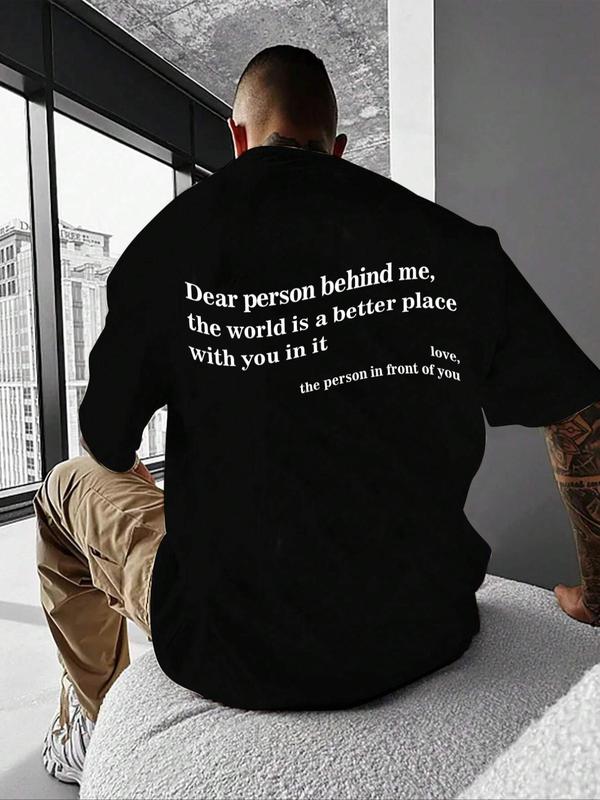 Dear person behind me,
the world is a better place
with you in it
love,
the person in front of you